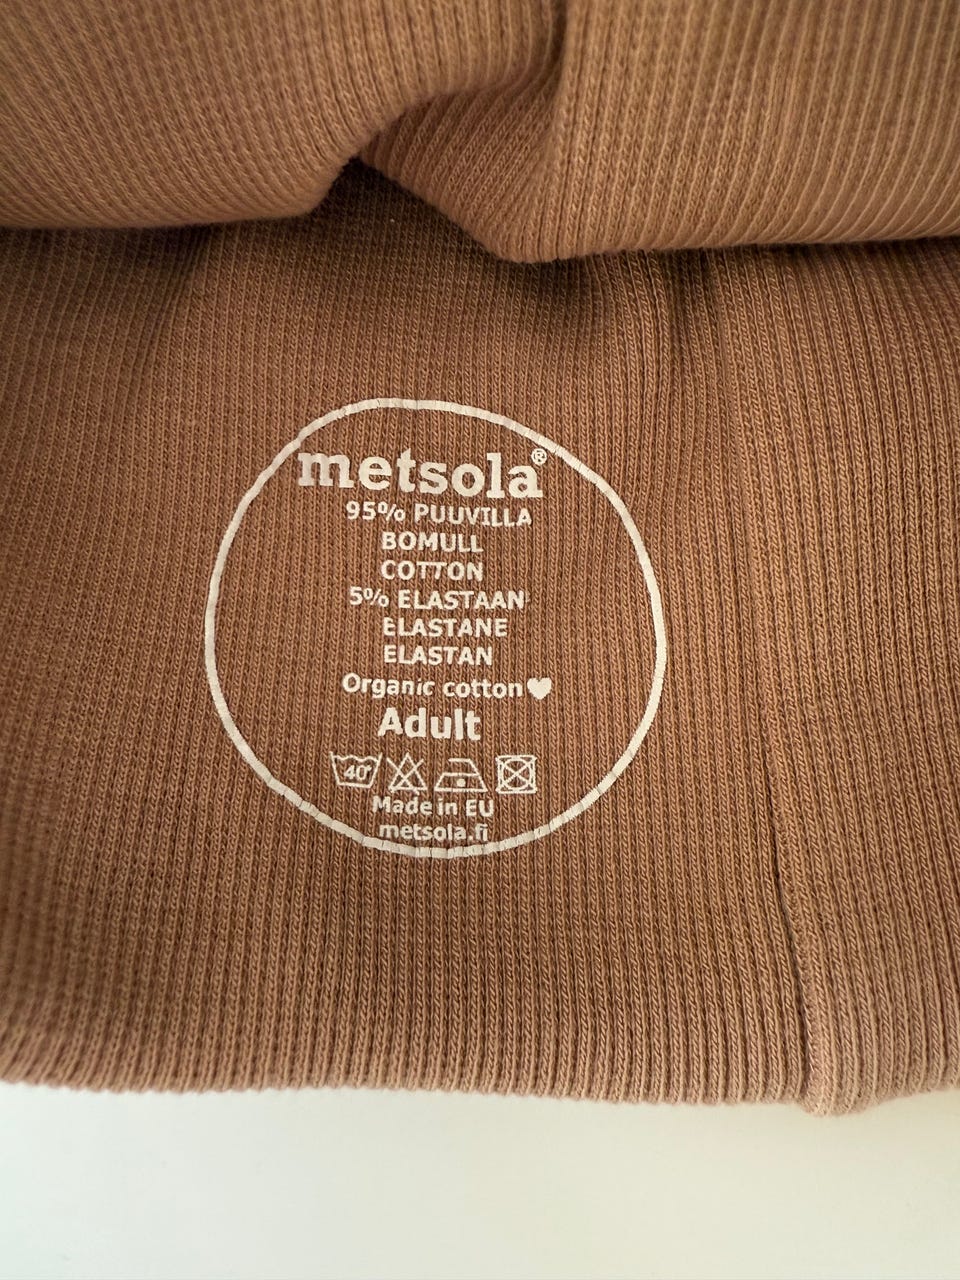 metsola®
95% PUUVILLA
BOMULL
COTTON
5% ELASTAAN
ELASTANE
ELASTAN
Organic cotton♥
Adult
40°
Made in EU
metsola.fi